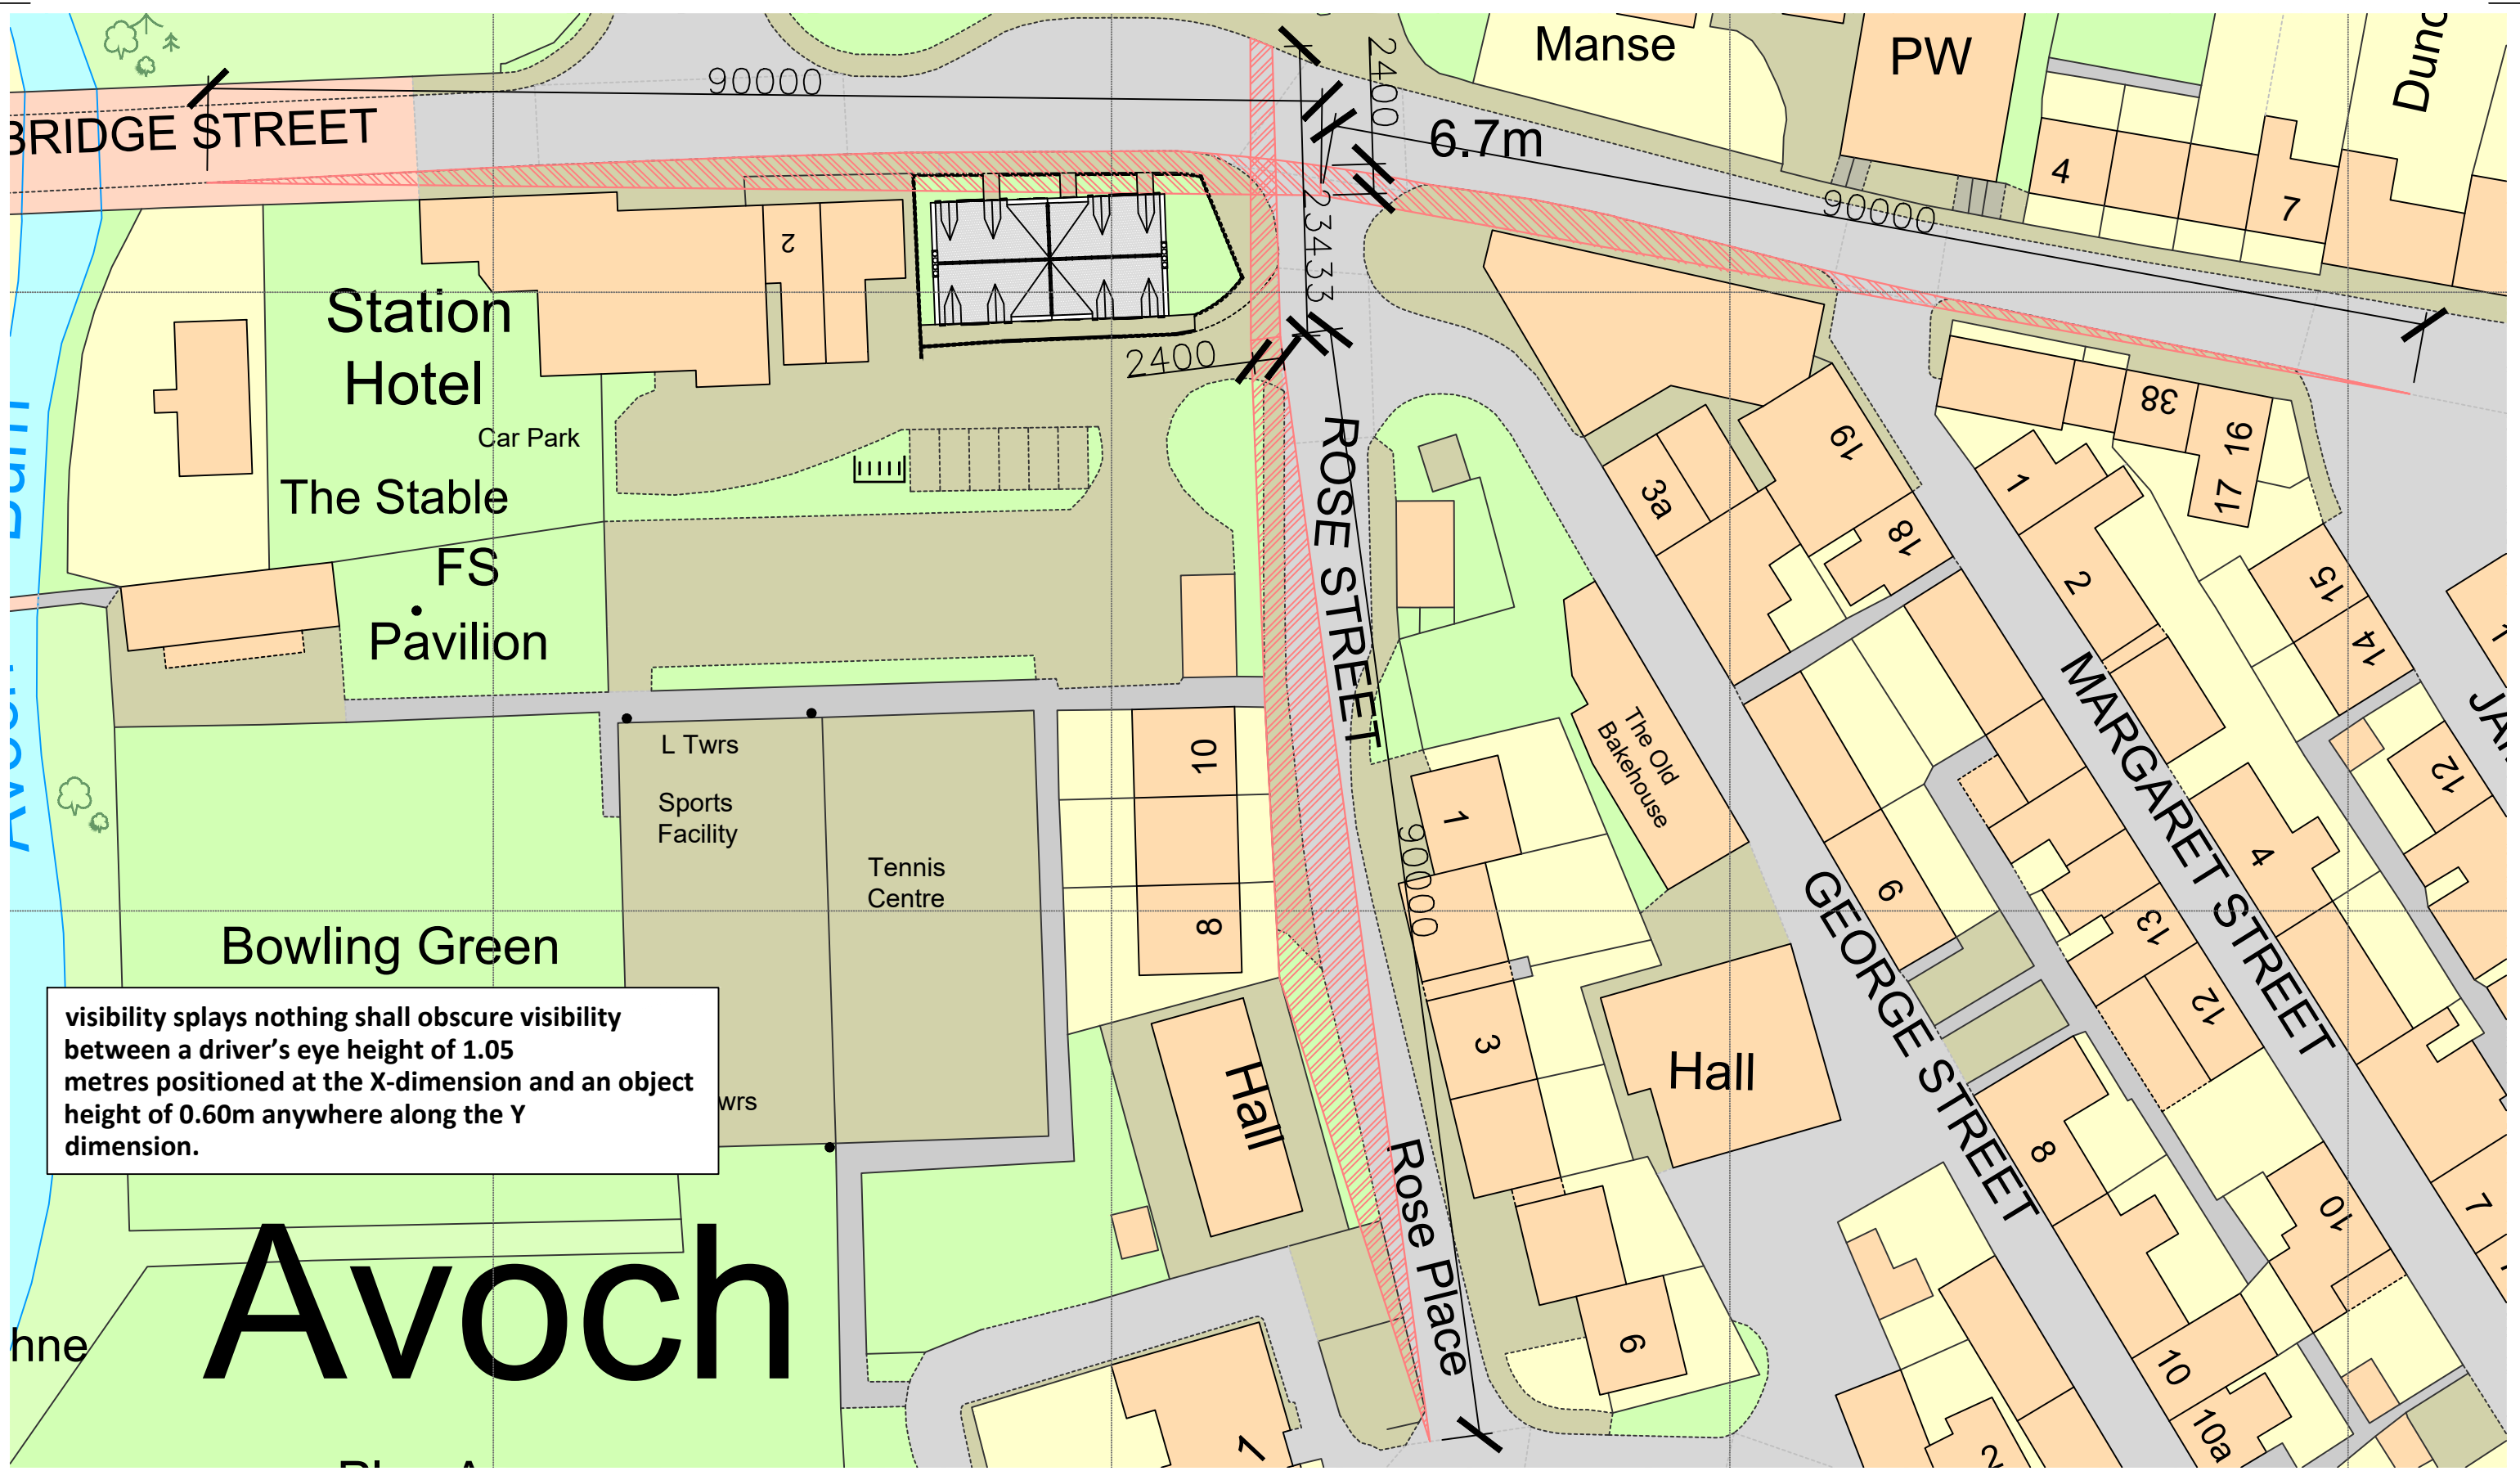 Manse
PW
90000
2400
BRIDGE STREET
6.7m
4
7
90000
2
23433
Station
Hotel
2400
38
16
17
Car Park
ROSE STREET
19
3a
1
The Stable
18
FS
2
15
Pavilion
14
MARGARET STREET
10
L Twrs
The Old
Bakehouse
12
Sports
Facility
1
90000
4
Tennis
Centre
9
8
13
GEORGE STREET
Bowling Green
12
visibility splays nothing shall obscure visibility
between a driver’s eye height of 1.05
metres positioned at the X-dimension and an object
height of 0.60m anywhere along the Y
dimension.
wrs
3
Hall
Hall
8
10
7
Rose Place
Avoch
hne
6
10
10a
1
2